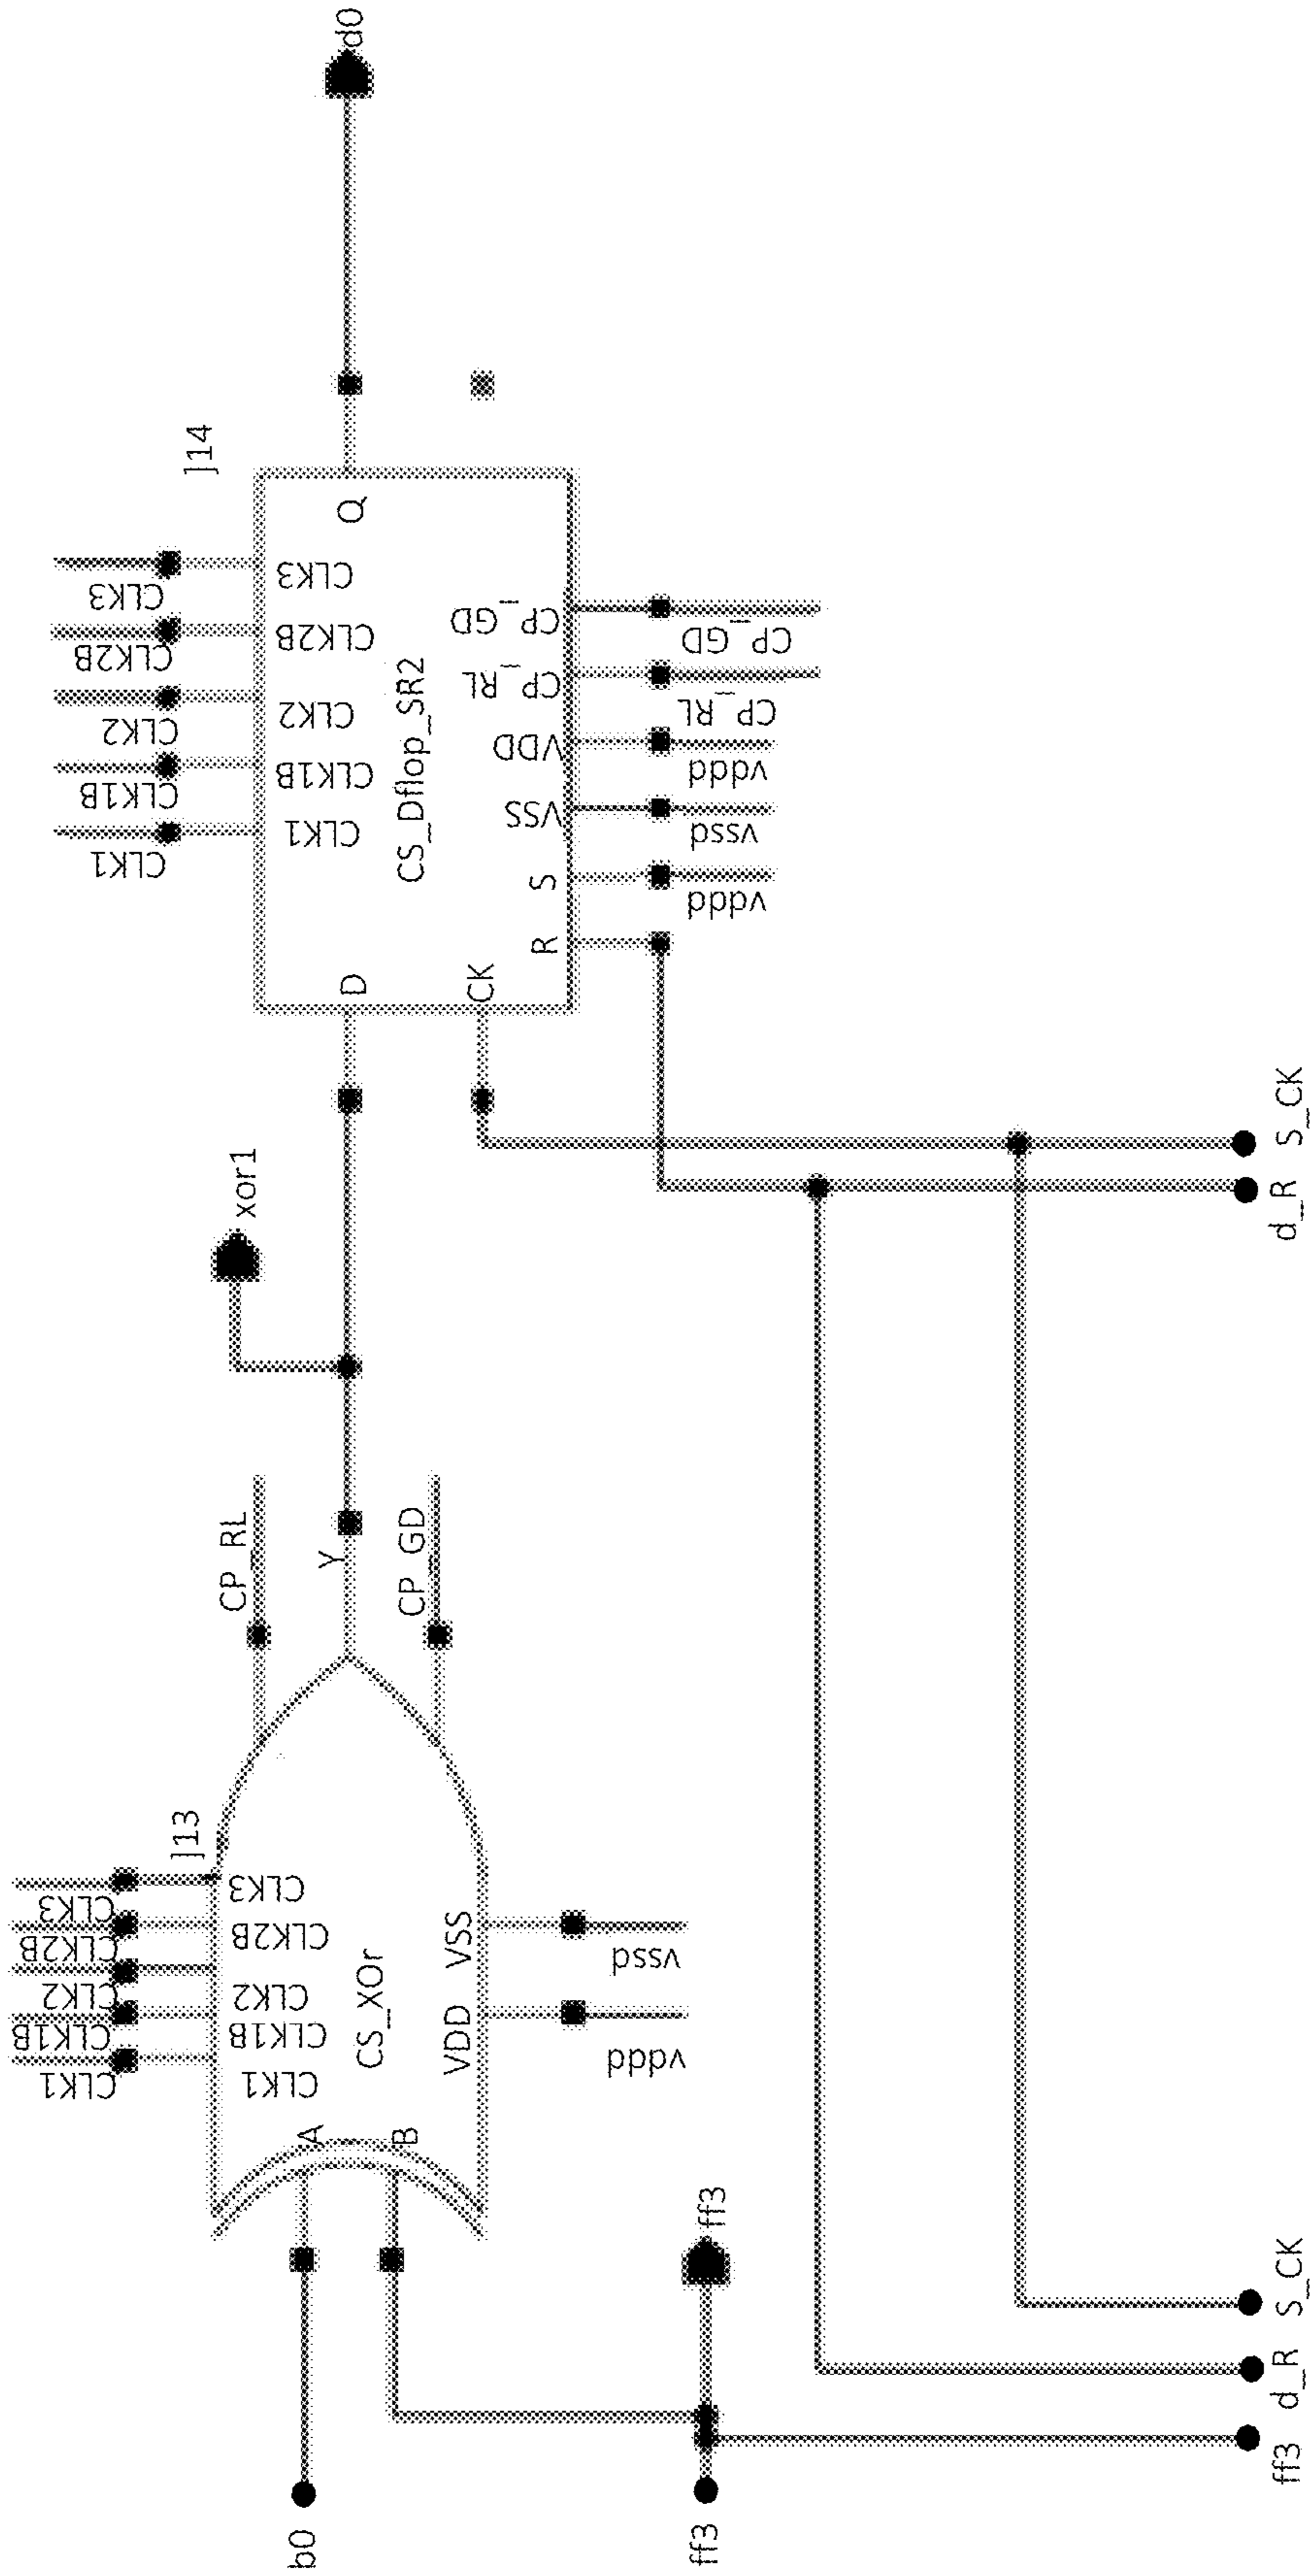 CLK1
CLK1B
CLK2
CLK2B
CLK3
]13
CLK1
CLK1B
CLK2
CLK2B
CLK3
CS_XOr
A
B
VDD
VSS
vddd
vssd
CP_RL
Y
CP_GD
xor1
b0
ff3
ff3
ff3
d_R
S_CK
CLK1
CLK1B
CLK2
CLK2B
CLK3
]14
CLK1
CLK1B
CLK2
CLK2B
CLK3
D
Q
CS_Dflop_SR2
CK
R
S
VSS
VDD
CP_RL
CP_GD
vddd
vssd
vddd
CP_RL
CP_GD
d0
d_R
S_CK